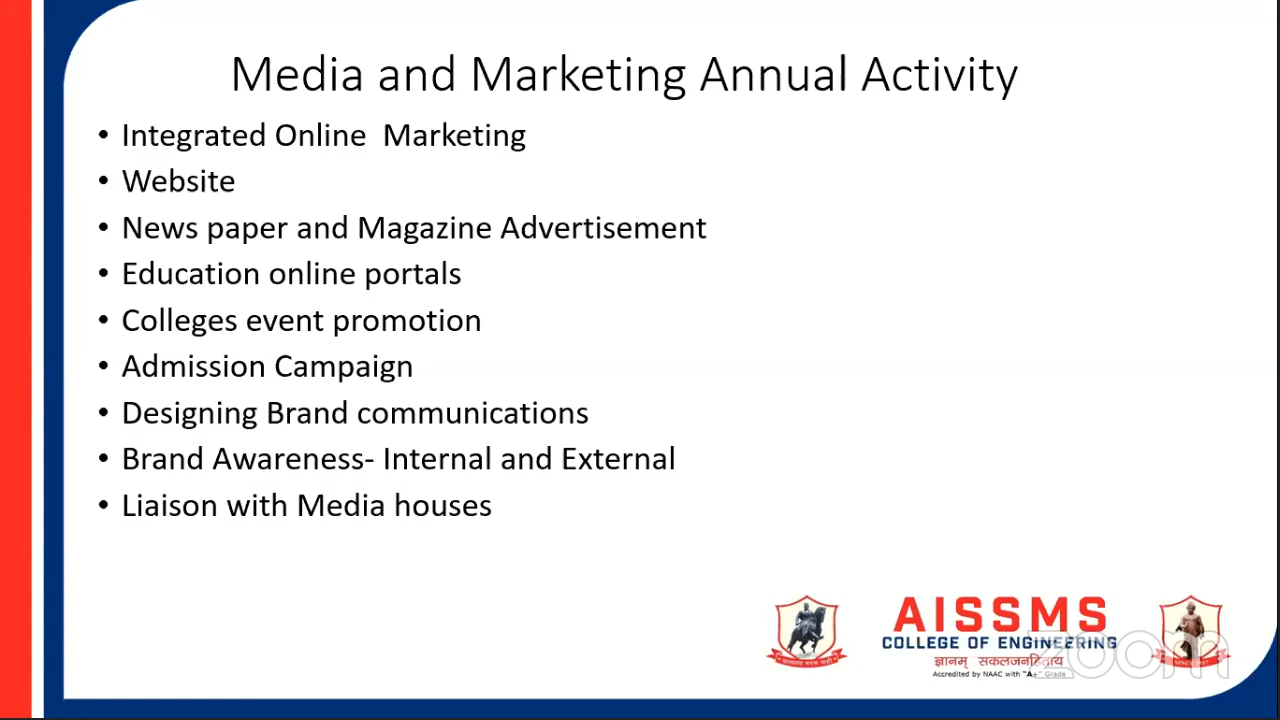 Media and Marketing Annual Activity
• Integrated Online  Marketing
• Website
• News paper and Magazine Advertisement
• Education online portals
• Colleges event promotion
• Admission Campaign
• Designing Brand communications
• Brand Awareness- Internal and External
• Liaison with Media houses
AISSMS
COLLEGE OF ENGINEERING
ज्ञानम् सकलजनहिताय
Accredited by NAAC with "A+" Grade
zoom